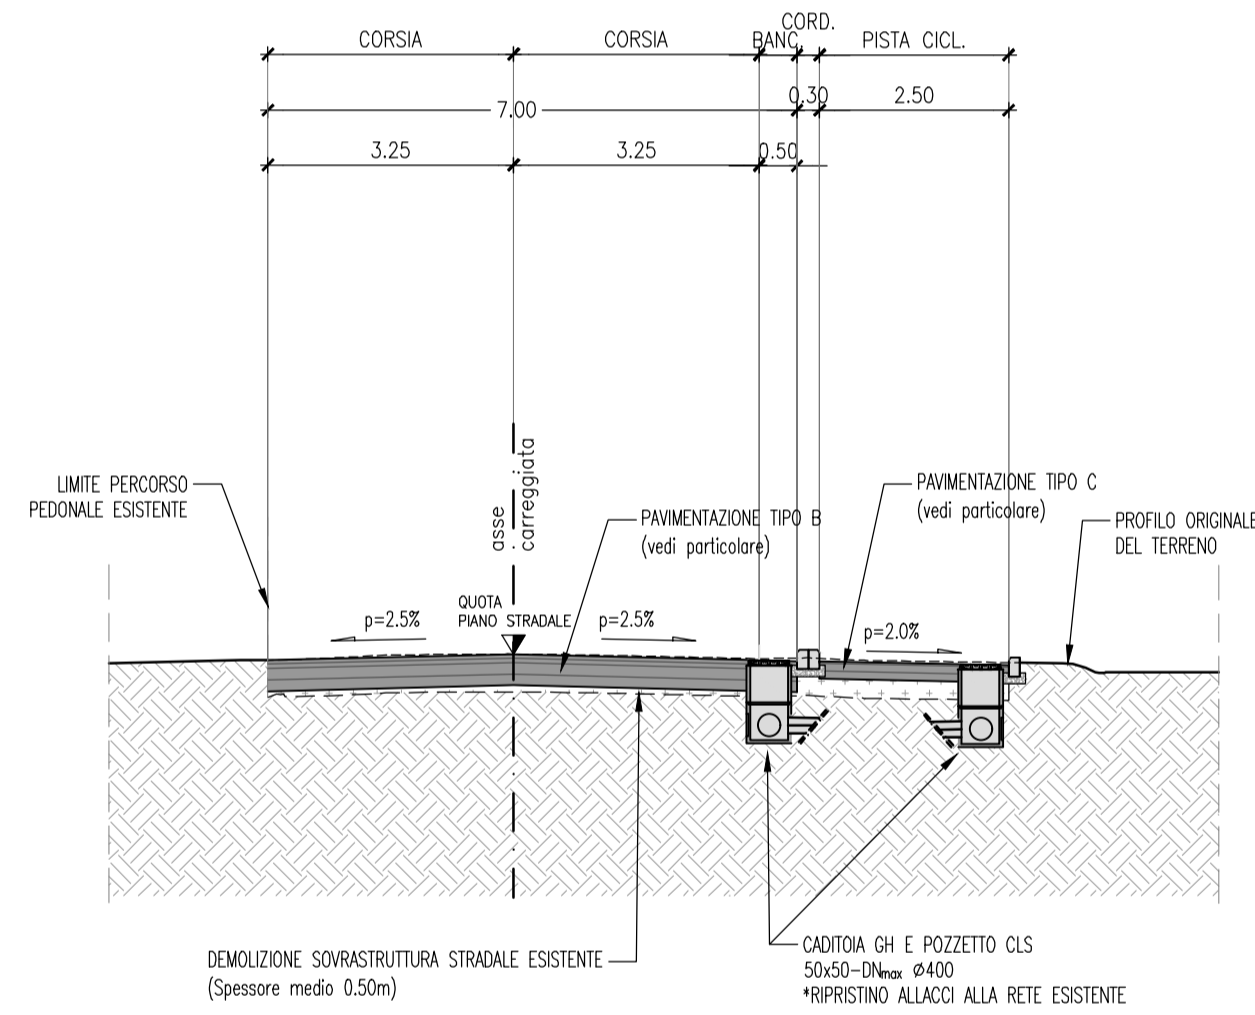 CORD.
CORSIA CORSIA BANC. PISTA CICL.
0.30 2.50
7.00
3.25 3.25 0.50
asse
carreggiata
LIMITE PERCORSO
PEDONALE ESISTENTE
PAVIMENTAZIONE TIPO B
(vedi particolare)
PAVIMENTAZIONE TIPO C
(vedi particolare)
PROFILO ORIGINALE
DEL TERRENO
QUOTA
PIANO STRADALE
p=2.5% p=2.5% p=2.0%
DEMOLIZIONE SOVRASTRUTTURA STRADALE ESISTENTE
(Spessore medio 0.50m)
CADITOIA GH E POZZETTO CLS
50x50-DNmax Ø400
*RIPRISTINO ALLACCI ALLA RETE ESISTENTE